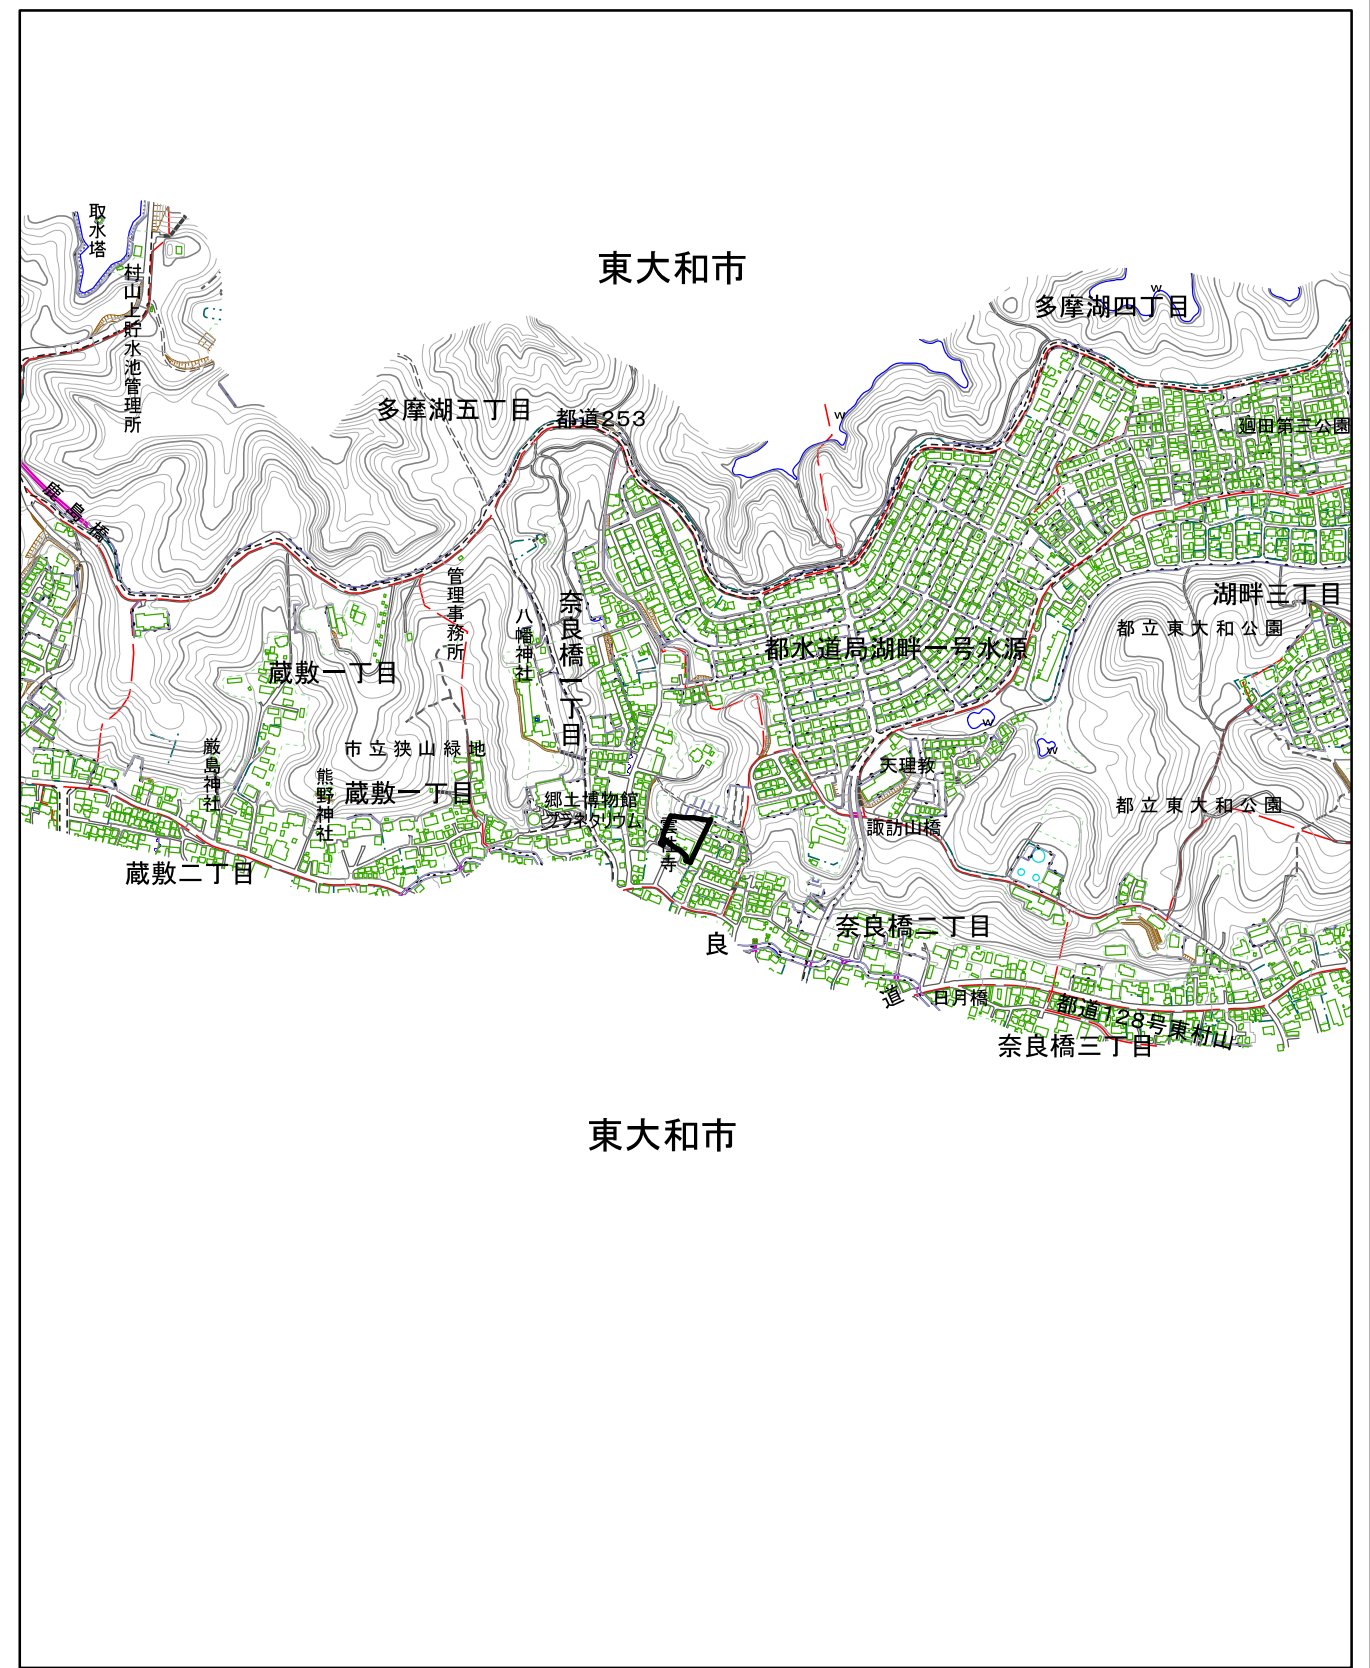 取水塔
東大和市
村山上貯水池管理所
w
多摩湖四丁目
多摩湖五丁目
都道253
w
廻田第三公園
鹿島橋
管理事務所
奈良橋一丁目
八幡神社
湖畔三丁目
都立東大和公園
都水道局湖畔一号水源
蔵敷一丁目
w
厳島神社
市立狭山緑地
w
天理教
熊野神社
蔵敷一丁目
郷土博物館
プラネタリウム
都立東大和公園
諏訪山橋
蔵敷二丁目
奈良橋二丁目
良
道
日月橋
都道128号東村山
奈良橋三丁目
東大和市